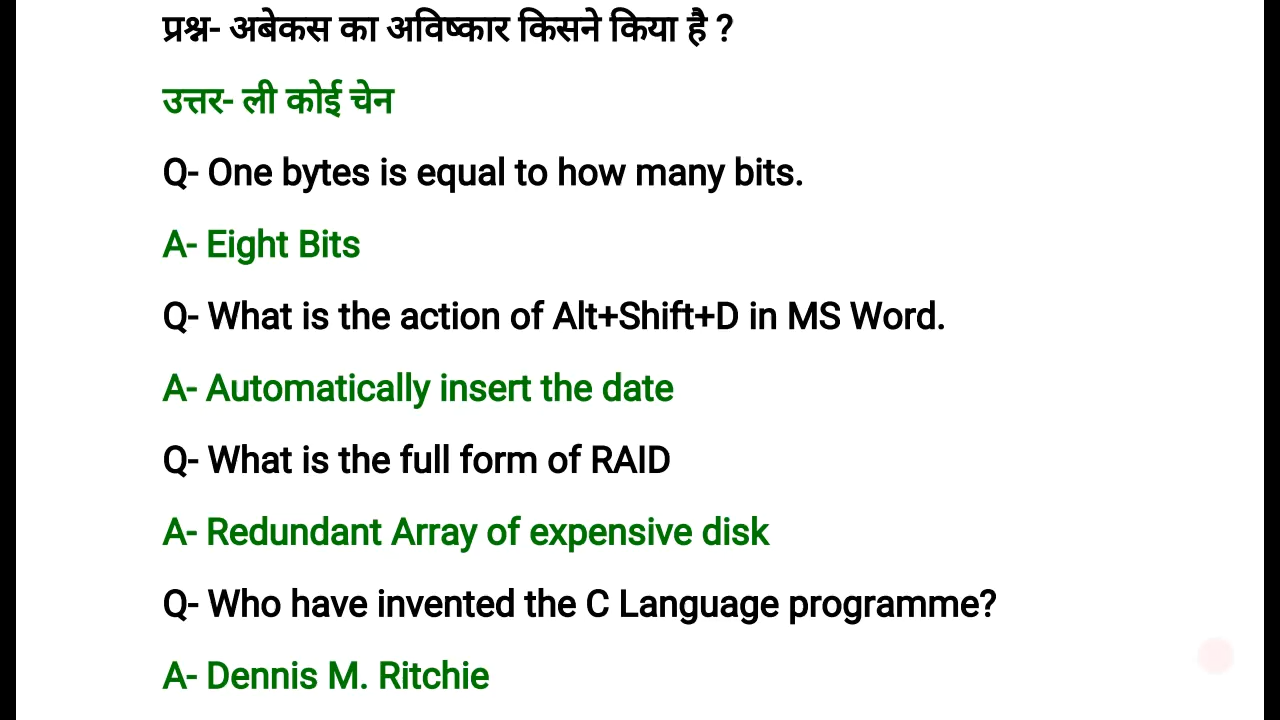 प्रश्न- अबेकस का अविष्कार किसने किया है ?
उत्तर- ली कोई चेन
Q- One bytes is equal to how many bits.
A- Eight Bits
Q- What is the action of Alt+Shift+D in MS Word.
A- Automatically insert the date
Q- What is the full form of RAID
A- Redundant Array of expensive disk
Q- Who have invented the C Language programme?
A- Dennis M. Ritchie